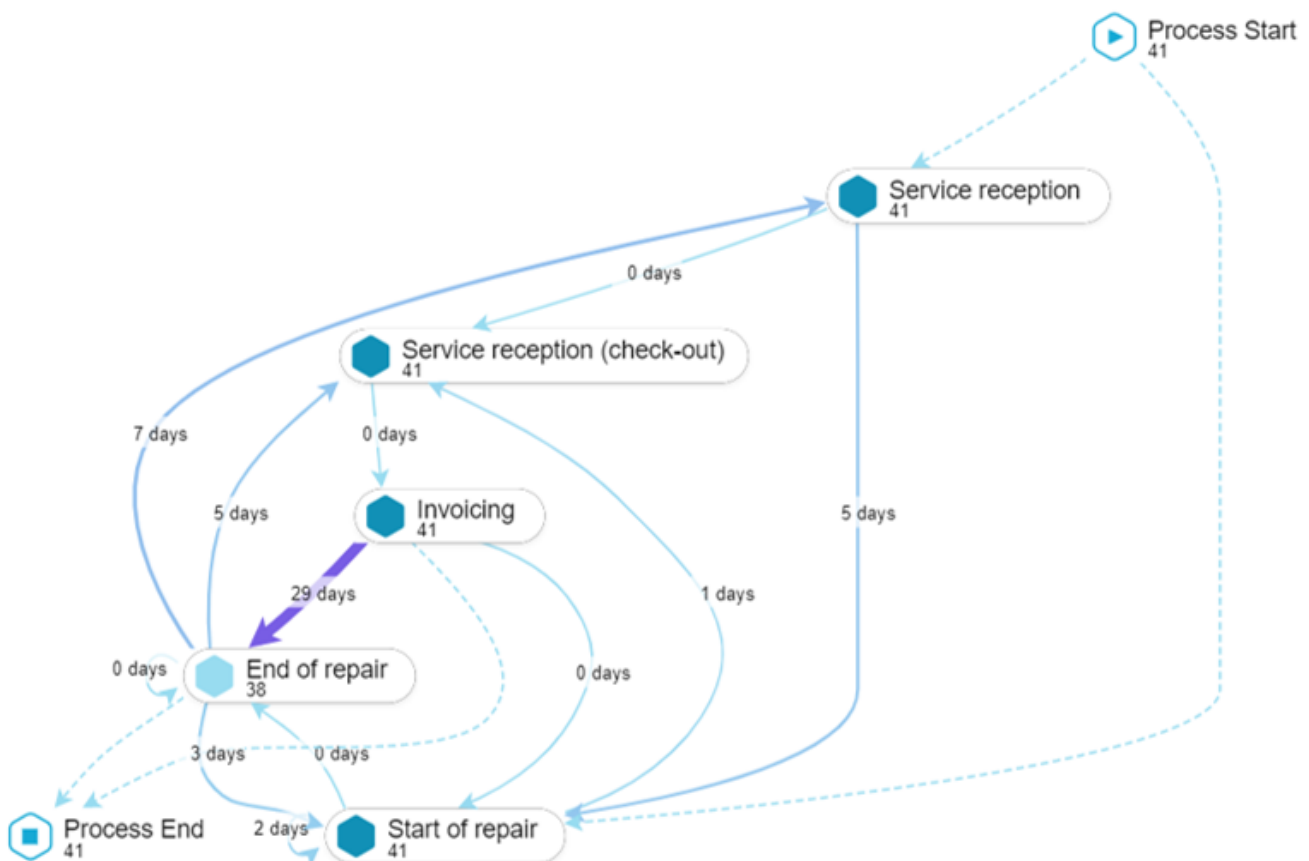 Process Start
41
Service reception
41
0 days
Service reception (check-out)
41
7 days
0 days
5 days
Invoicing
41
5 days
29 days
1 days
0 days
End of repair
38
0 days
3 days
0 days
Process End
41
2 days
Start of repair
41